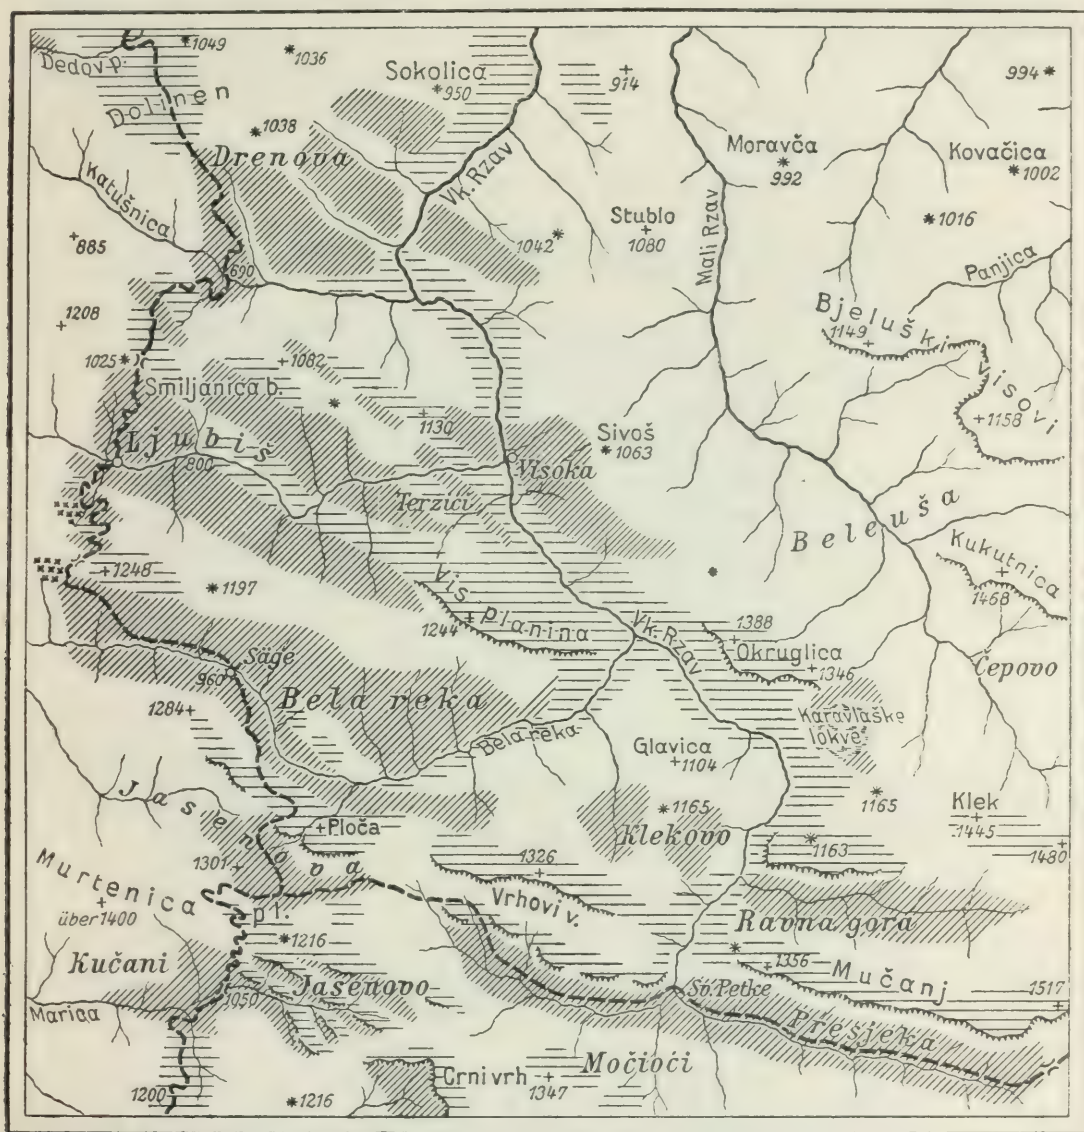 1049
1036
Sokolica
950
914
994
Dedov p.
Dolinen
1038
Drenova
Moravča
992
Kovačica
1002
Vk. Rzav
Katušnica
885
1042
Stublo
1080
Mali Rzav
1016
Panjica
690
1208
Bjeluški visovi
1149
1025
1082
Smiljanica b.
1130
1158
Ljubiš
800
Visoka
Sivoš
1063
Terzići
Beleuša
Kukutnica
1468
1248
1197
Vis planina
1244
Vk. Rzav
1388
Okruglica
1346
Čepovo
Säge
960
1284
Bela reka
Karavlaške
lokve
Bela reka
Glavica
1104
Jasenova pl.
Ploča
1165
1165
Klek
1445
1480
Klekovo
1163
1301
Murtenica
über 1400
1326
Vrhovi v.
Ravna gora
1216
Kučani
1050
Jasenovo
1356
Mučanj
1517
Sv. Petke
Marica
Prešjeka
Močioći
1200
1216
Crni vrh
1347